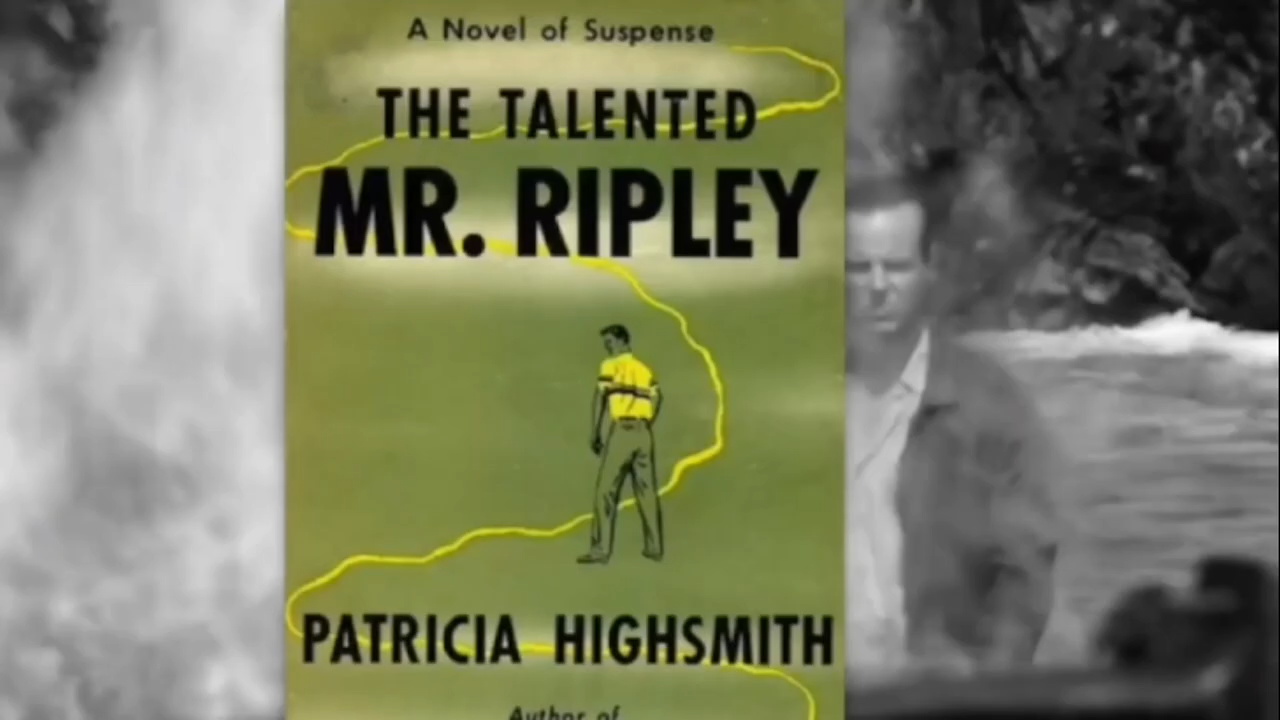 A Novel of Suspense
THE TALENTED
MR. RIPLEY
PATRICIA HIGHSMITH
Author of